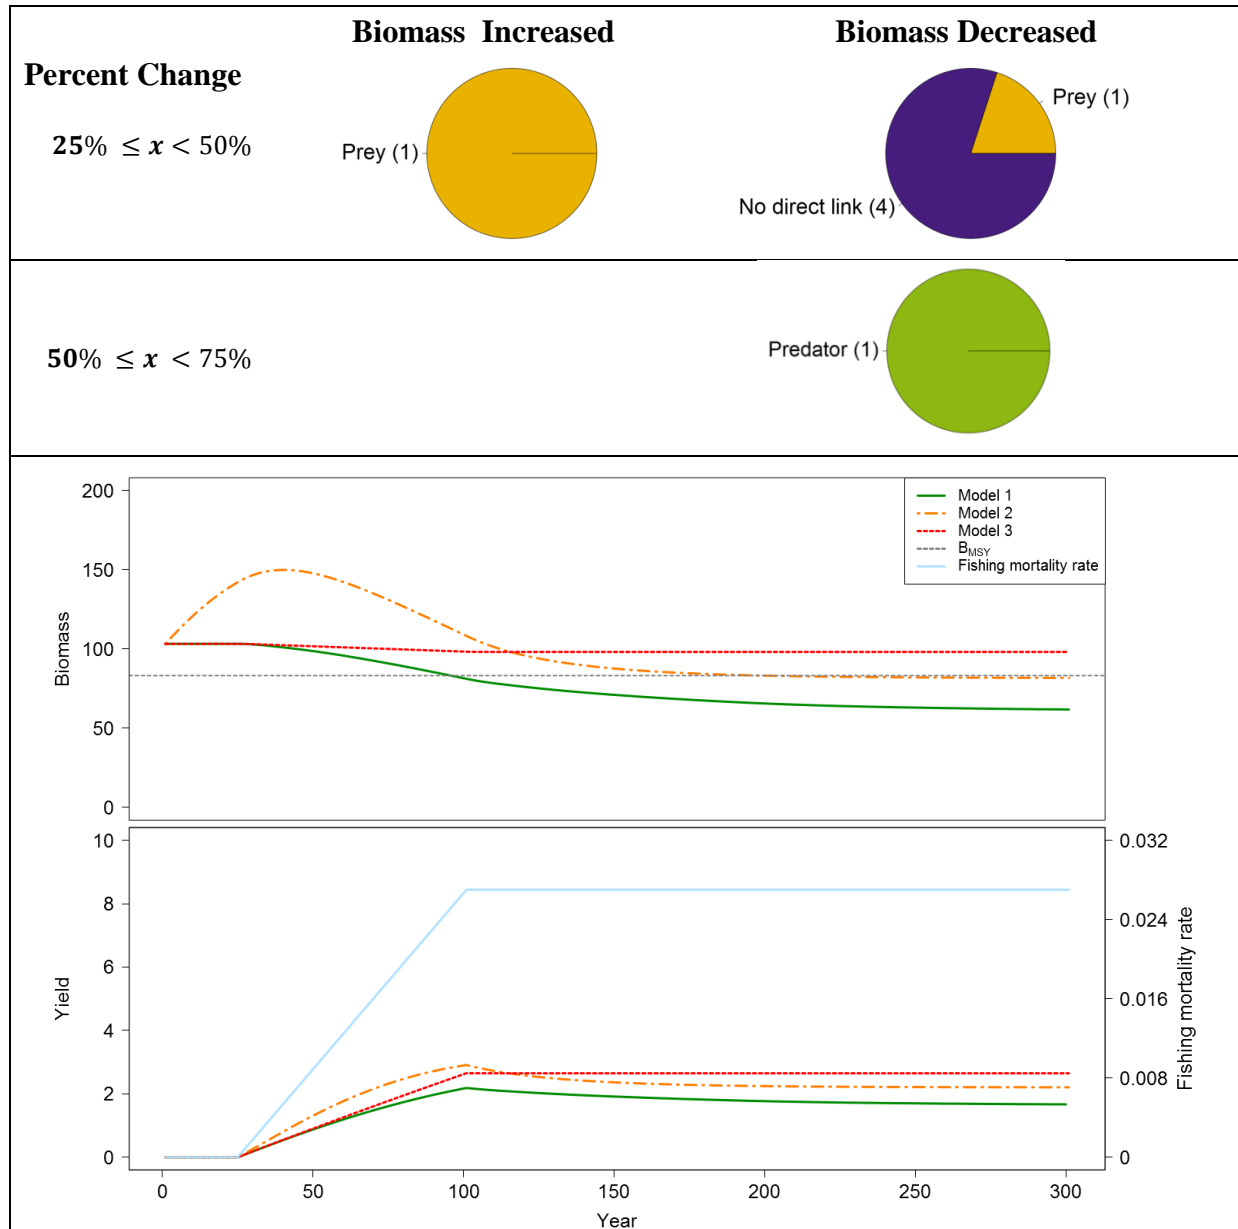 Biomass  Increased
Biomass Decreased
Percent Change
25% ≤ x < 50%
Prey (1)
Prey (1)
No direct link (4)
50% ≤ x < 75%
Predator (1)
200
150
100
50
0
Biomass
Model 1
Model 2
Model 3
BMSY
Fishing mortality rate
10
8
6
4
2
0
Yield
0.032
0.024
0.016
0.008
0
Fishing mortality rate
0 50 100 150 200 250 300
Year